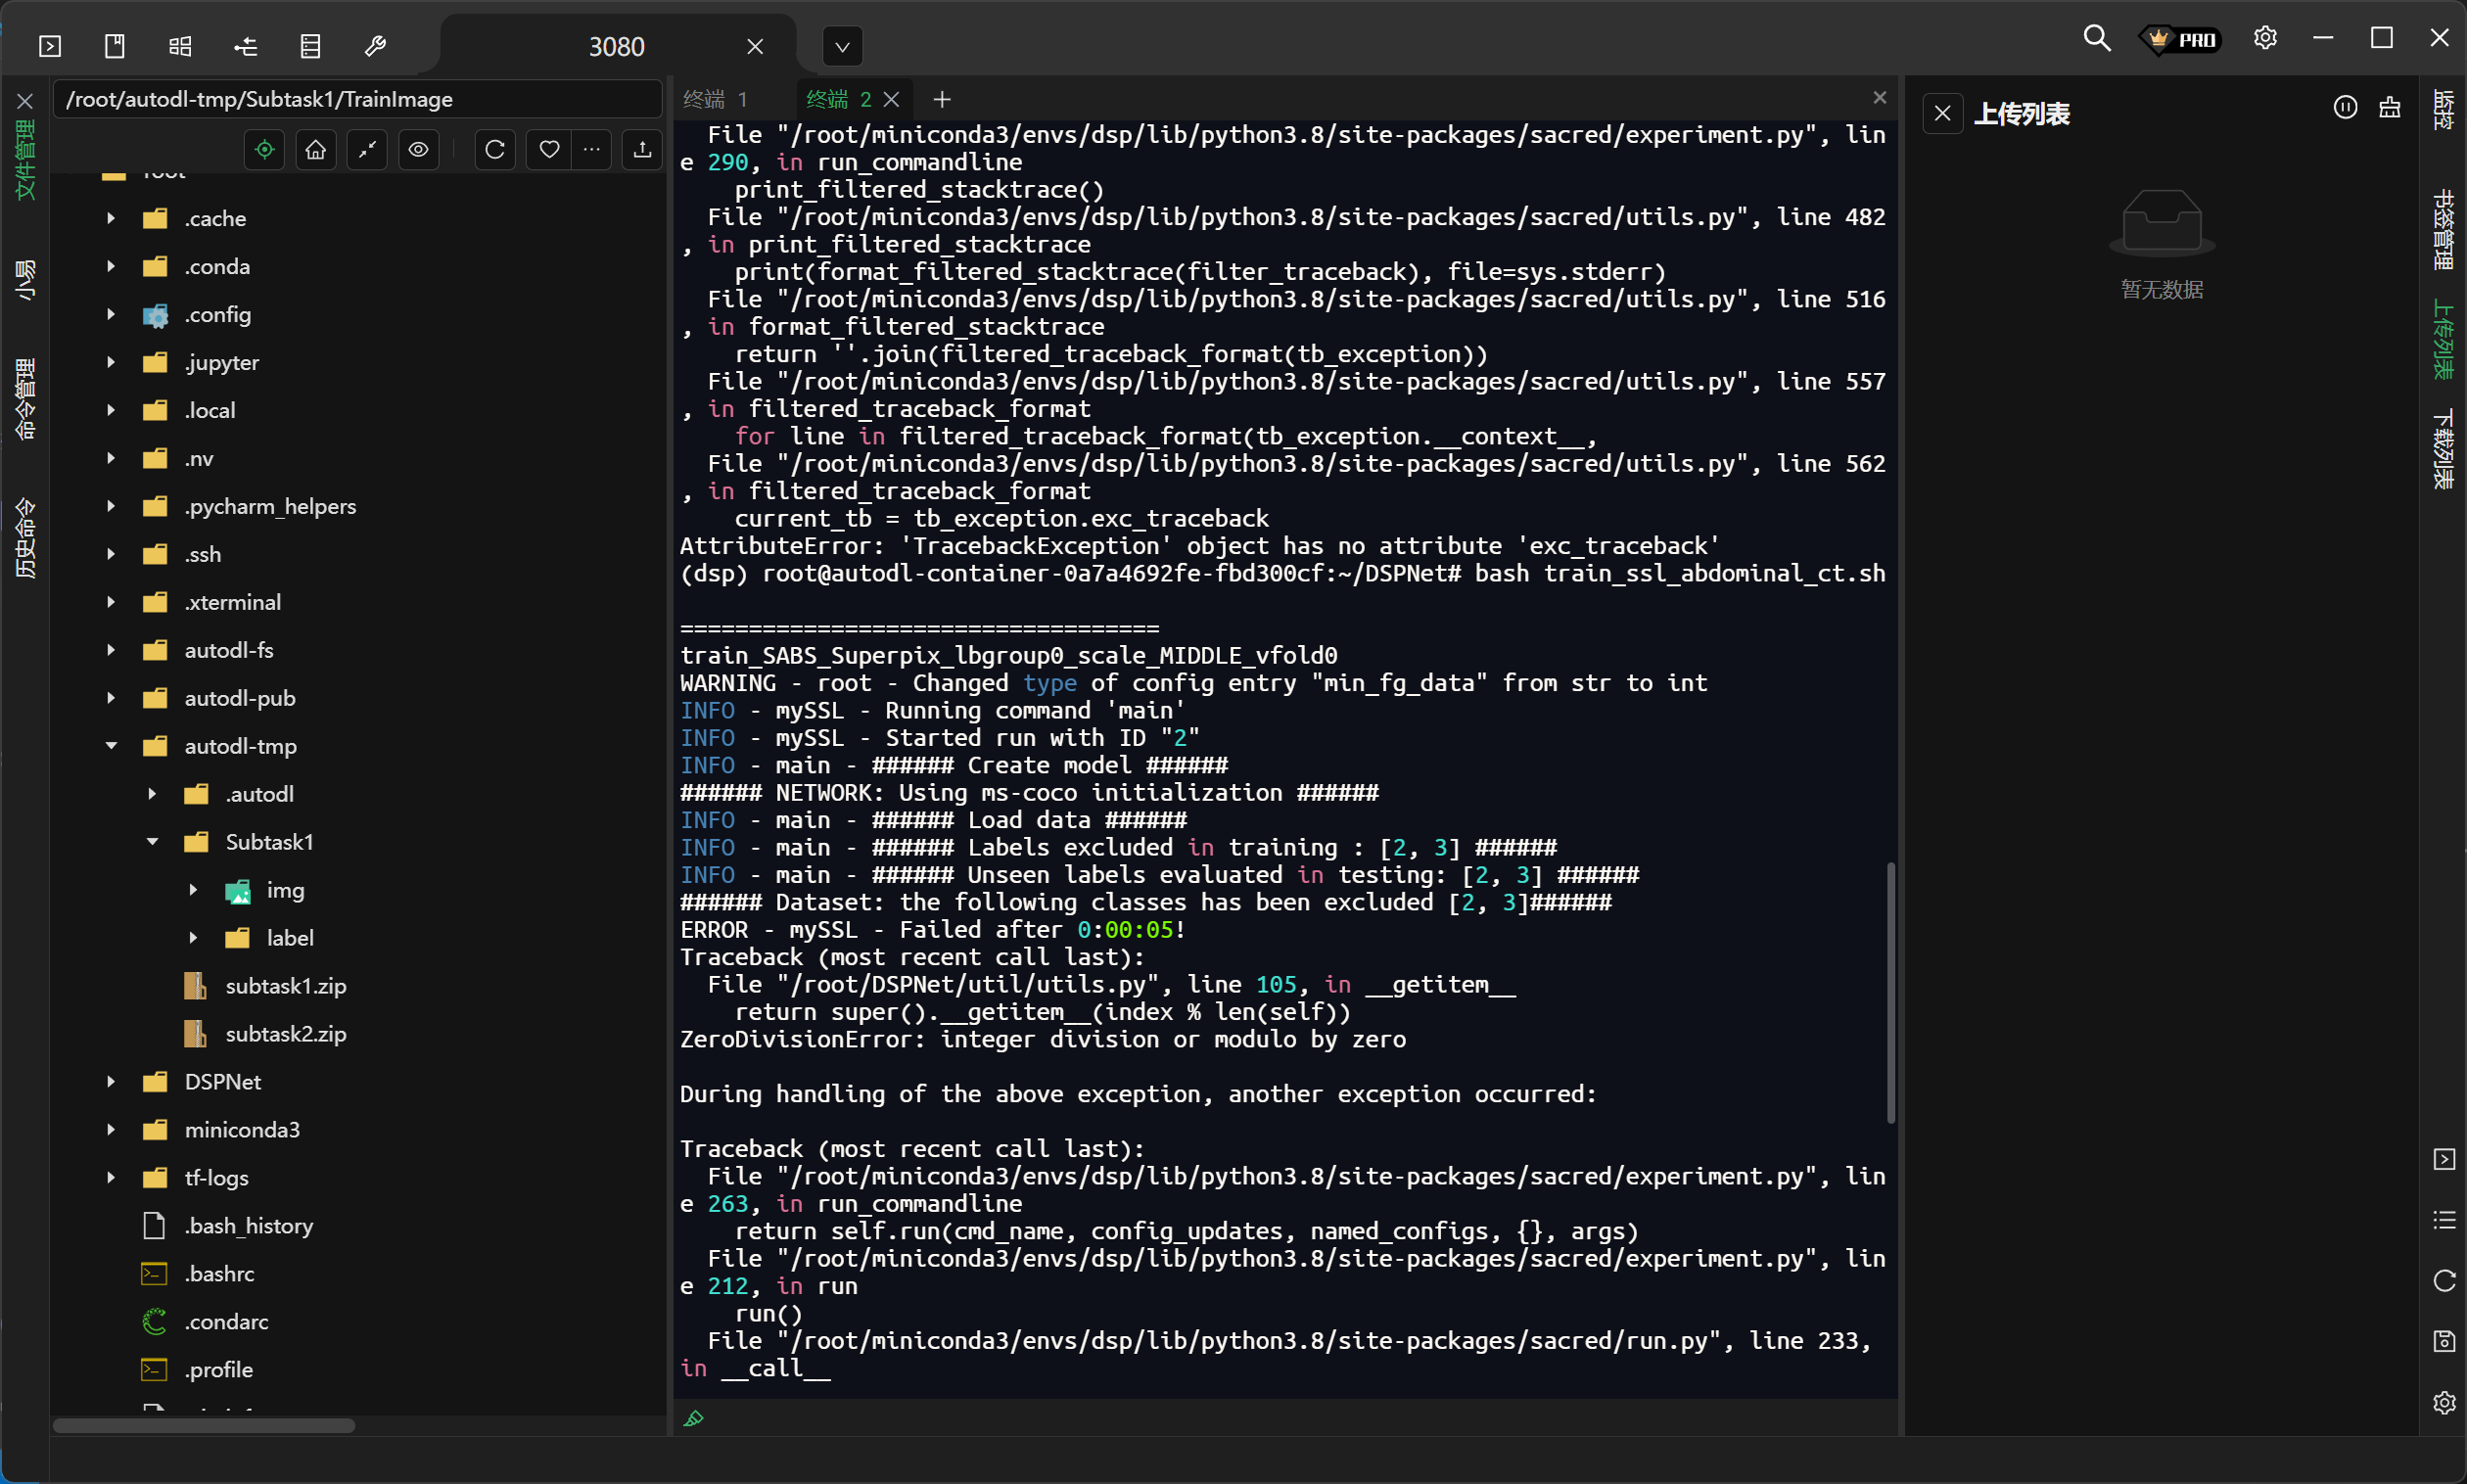 3080
PRO
/root/autodl-tmp/Subtask1/TrainImage
文件管理
小易
命令管理
历史命令
root
.cache
.conda
.config
.jupyter
.local
.nv
.pycharm_helpers
.ssh
.xterminal
autodl-fs
autodl-pub
autodl-tmp
.autodl
Subtask1
img
label
subtask1.zip
subtask2.zip
DSPNet
miniconda3
tf-logs
.bash_history
.bashrc
.condarc
.profile
终端 1
终端 2
File "/root/miniconda3/envs/dsp/lib/python3.8/site-packages/sacred/experiment.py", lin
e 290, in run_commandline
print_filtered_stacktrace()
File "/root/miniconda3/envs/dsp/lib/python3.8/site-packages/sacred/utils.py", line 482
, in print_filtered_stacktrace
print(format_filtered_stacktrace(filter_traceback), file=sys.stderr)
File "/root/miniconda3/envs/dsp/lib/python3.8/site-packages/sacred/utils.py", line 516
, in format_filtered_stacktrace
return ''.join(filtered_traceback_format(tb_exception))
File "/root/miniconda3/envs/dsp/lib/python3.8/site-packages/sacred/utils.py", line 557
, in filtered_traceback_format
for line in filtered_traceback_format(tb_exception.__context__,
File "/root/miniconda3/envs/dsp/lib/python3.8/site-packages/sacred/utils.py", line 562
, in filtered_traceback_format
current_tb = tb_exception.exc_traceback
AttributeError: 'TracebackException' object has no attribute 'exc_traceback'
(dsp) root@autodl-container-0a7a4692fe-fbd300cf:~/DSPNet# bash train_ssl_abdominal_ct.sh
===================================
train_SABS_Superpix_lbgroup0_scale_MIDDLE_vfold0
WARNING - root - Changed type of config entry "min_fg_data" from str to int
INFO - mySSL - Running command 'main'
INFO - mySSL - Started run with ID "2"
INFO - main - ###### Create model ######
###### NETWORK: Using ms-coco initialization ######
INFO - main - ###### Load data ######
INFO - main - ###### Labels excluded in training : [2, 3] ######
INFO - main - ###### Unseen labels evaluated in testing: [2, 3] ######
###### Dataset: the following classes has been excluded [2, 3]######
ERROR - mySSL - Failed after 0:00:05!
Traceback (most recent call last):
File "/root/DSPNet/util/utils.py", line 105, in __getitem__
return super().__getitem__(index % len(self))
ZeroDivisionError: integer division or modulo by zero
During handling of the above exception, another exception occurred:
Traceback (most recent call last):
File "/root/miniconda3/envs/dsp/lib/python3.8/site-packages/sacred/experiment.py", lin
e 263, in run_commandline
return self.run(cmd_name, config_updates, named_configs, {}, args)
File "/root/miniconda3/envs/dsp/lib/python3.8/site-packages/sacred/experiment.py", lin
e 212, in run
run()
File "/root/miniconda3/envs/dsp/lib/python3.8/site-packages/sacred/run.py", line 233,
in __call__
上传列表
暂无数据
监控
书签管理
上传列表
下载列表